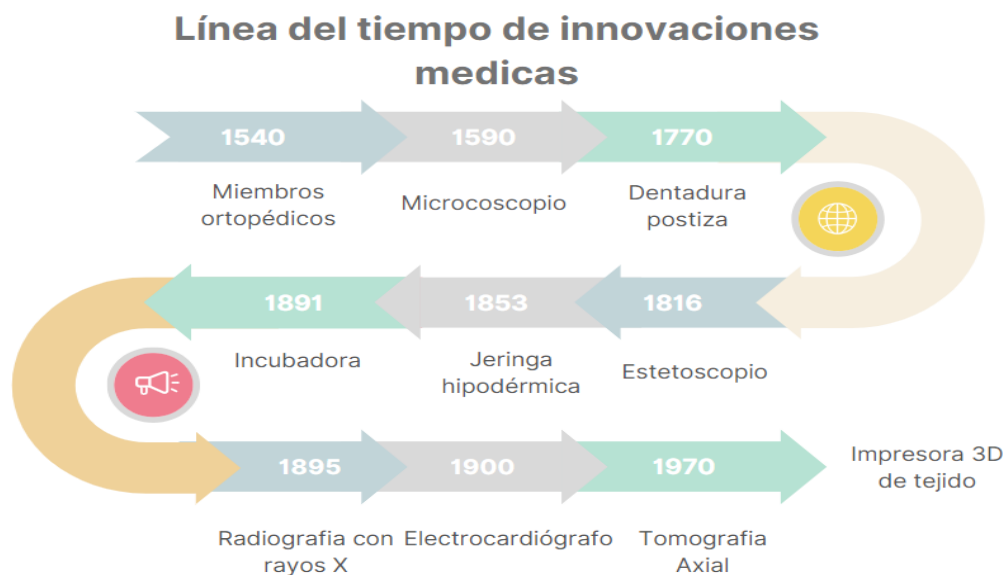 Línea del tiempo de innovaciones
medicas
1540
1590
1770
Miembros
ortopédicos
Microcoscopio
Dentadura
postiza
1891
1853
1816
Incubadora
Jeringa
hipodérmica
Estetoscopio
1895
1900
1970
Impresora 3D
de tejido
Radiografia con
rayos X
Electrocardiógrafo
Tomografia
Axial